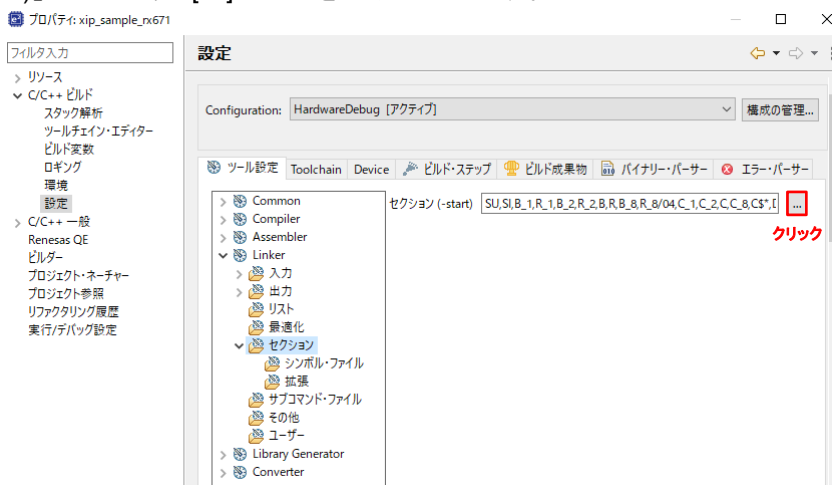 プロパティ: xip_sample_rx671
フィルタ入力
リソース
C/C++ ビルド
スタック解析
ツールチェイン・エディター
ビルド変数
ロギング
環境
設定
C/C++ 一般
Renesas QE
ビルダー
プロジェクト・ネーチャー
プロジェクト参照
リファクタリング履歴
実行/デバッグ設定
設定
Configuration: HardwareDebug [アクティブ] 構成の管理...
ツール設定 Toolchain Device ビルド・ステップ ビルド成果物 バイナリー・パーサー エラー・パーサー
Common
Compiler
Assembler
Linker
入力
出力
リスト
最適化
セクション
シンボル・ファイル
拡張
サブコマンド・ファイル
その他
ユーザー
Library Generator
Converter
セクション (-start) SU,SI,B_1,R_1,B_2,R_2,B,R,B_8,R_8/04,C_1,C_2,C,C_8,C$*,[ ...
クリック